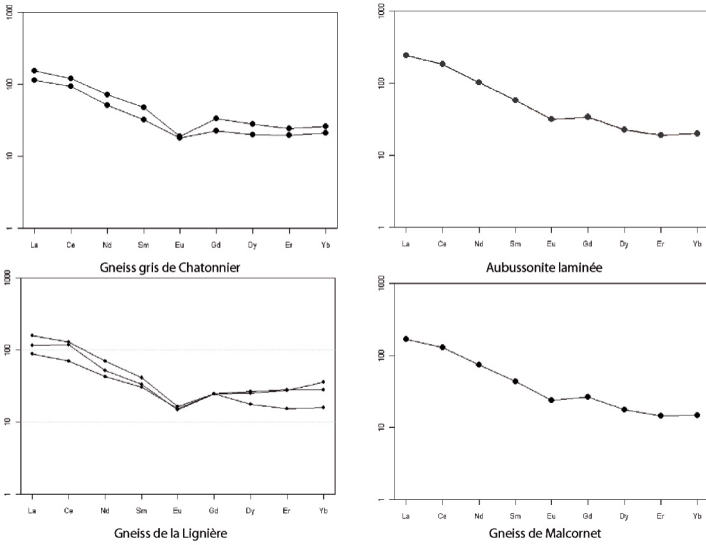 1000
100
10
1
La Ce Nd Sm Eu Gd Dy Er Yb
Gneiss gris de Chatonnier
1000
100
10
1
La Ce Nd Sm Eu Gd Dy Er Yb
Aubussonite laminée
1000
100
10
1
La Ce Nd Sm Eu Gd Dy Er Yb
Gneiss de la Lignière
1000
100
10
1
La Ce Nd Sm Eu Gd Dy Er Yb
Gneiss de Malcornet